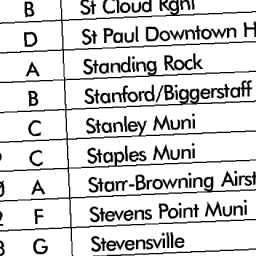 B St Cloud Rgnl
D St Paul Downtown H
A Standing Rock
B Stanford/Biggerstaff
C Stanley Muni
C Staples Muni
A Starr-Browning Airst
F Stevens Point Muni
G Stevensville